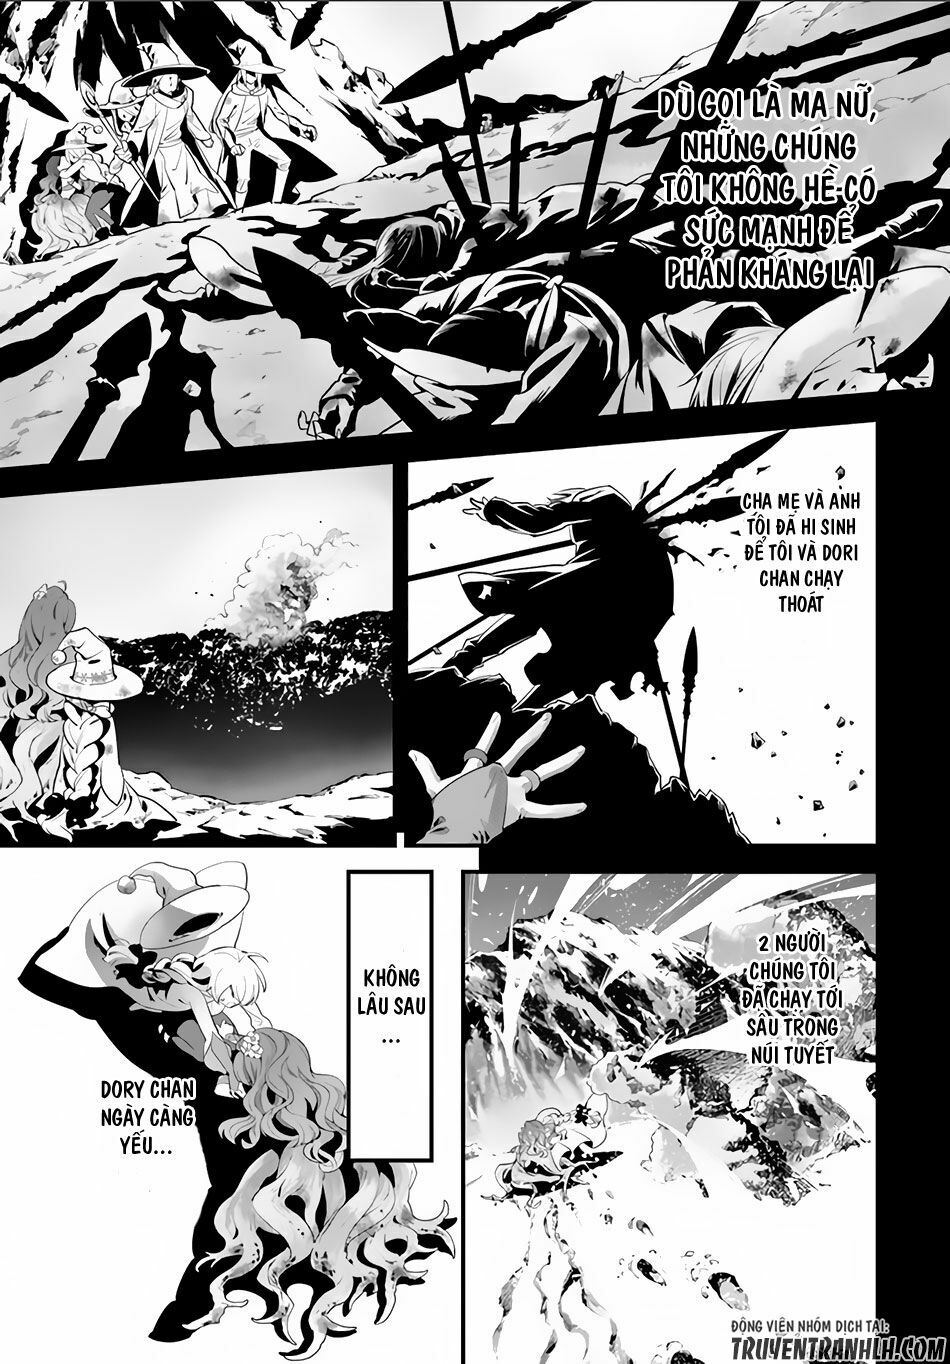 DÙ GỌI LÀ MA NỮ,
NHỮNG CHÚNG
TÔI KHÔNG HỀ CÓ
SỨC MẠNH ĐỂ
PHẢN KHÁNG LẠI
CHA MẸ VÀ ANH
TÔI ĐÃ HI SINH
ĐỂ TÔI VÀ DORI
CHAN CHẠY
THOÁT
2 NGƯỜI
CHÚNG TÔI
ĐÃ CHẠY TỚI
SÂU TRONG
NÚI TUYẾT
KHÔNG
LÂU SAU
...
DORY CHAN
NGÀY CÀNG
YẾU...
ĐỘNG VIÊN NHÓM DỊCH TẠI:
TRUYENTRANHLH.COM